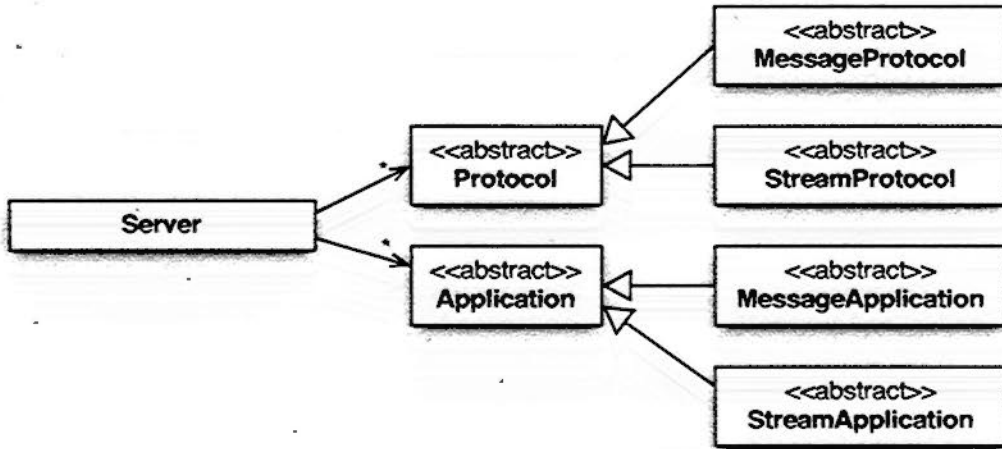 <<abstract>>
MessageProtocol
<<abstract>>
Protocol
<<abstract>>
StreamProtocol
*
Server
*
<<abstract>>
Application
<<abstract>>
MessageApplication
<<abstract>>
StreamApplication